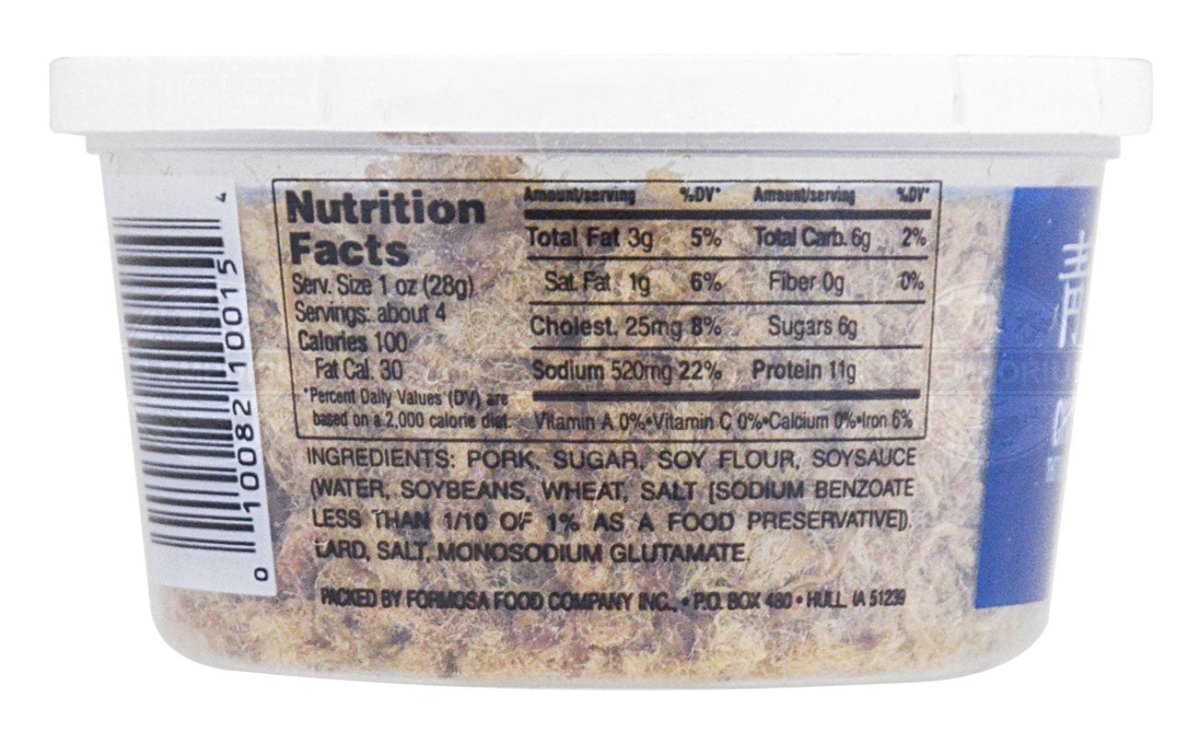 Nutrition
Facts
Serv. Size 1 oz (28g)
Servings: about 4
Calories 100
Fat Cal. 30
*Percent Daily Values (DV) are
based on a 2,000 calorie diet.
Amount/serving %DV* Amount/serving %DV*
Total Fat 3g 5% Total Carb. 6g 2%
Sat. Fat 1g 6% Fiber 0g 0%
Cholest. 25mg 8% Sugars 6g
Sodium 520mg 22% Protein 11g
Vitamin A 0%•Vitamin C 0%•Calcium 0%•Iron 6%
INGREDIENTS: PORK, SUGAR, SOY FLOUR, SOYSAUCE
(WATER, SOYBEANS, WHEAT, SALT [SODIUM BENZOATE
LESS THAN 1/10 OF 1% AS A FOOD PRESERVATIVE]).
LARD, SALT, MONOSODIUM GLUTAMATE.
PACKED BY FORMOSA FOOD COMPANY INC., • P.O. BOX 480 • HULL IA 51239
0 10082 10015 4